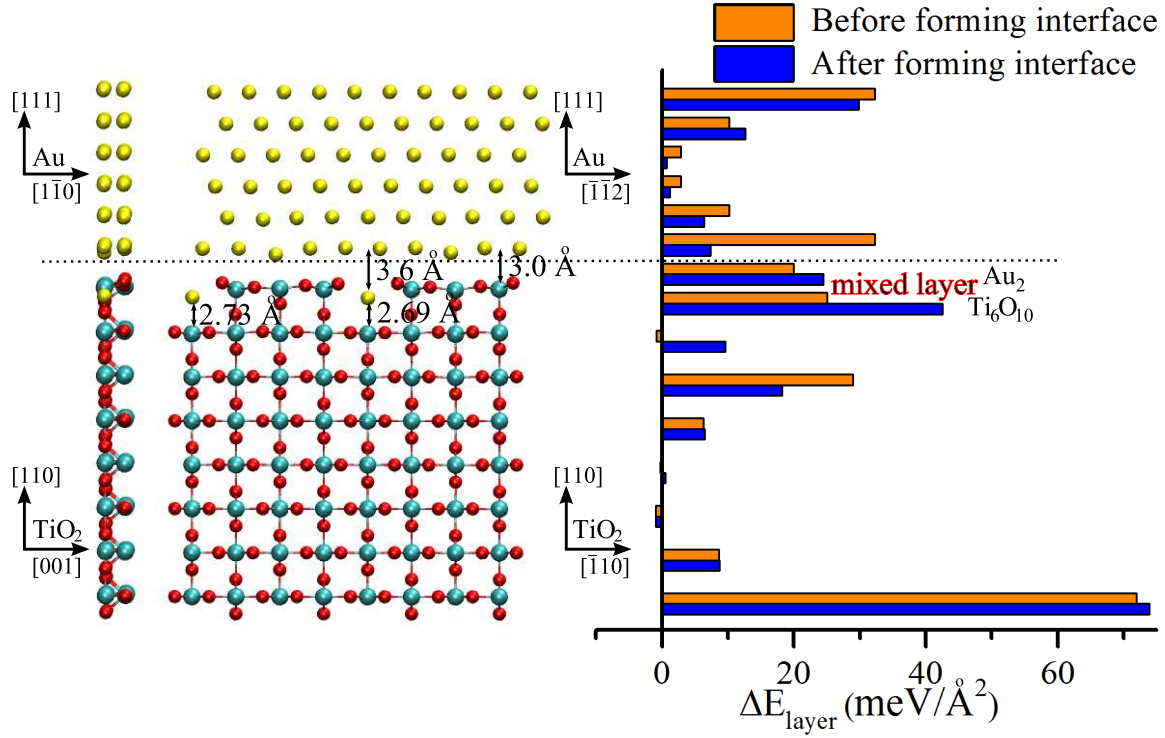 Before forming interface
After forming interface
[111]
Au
[11̅0]
[111]
Au
[1̅1̅2]
3.6 Å
3.0 Å
2.73 Å
2.69 Å
mixed layer
Au₂
Ti₆O₁₀
[110]
TiO₂
[001]
[110]
TiO₂
[1̅10]
0
20
40
60
ΔE_layer (meV/Å²)